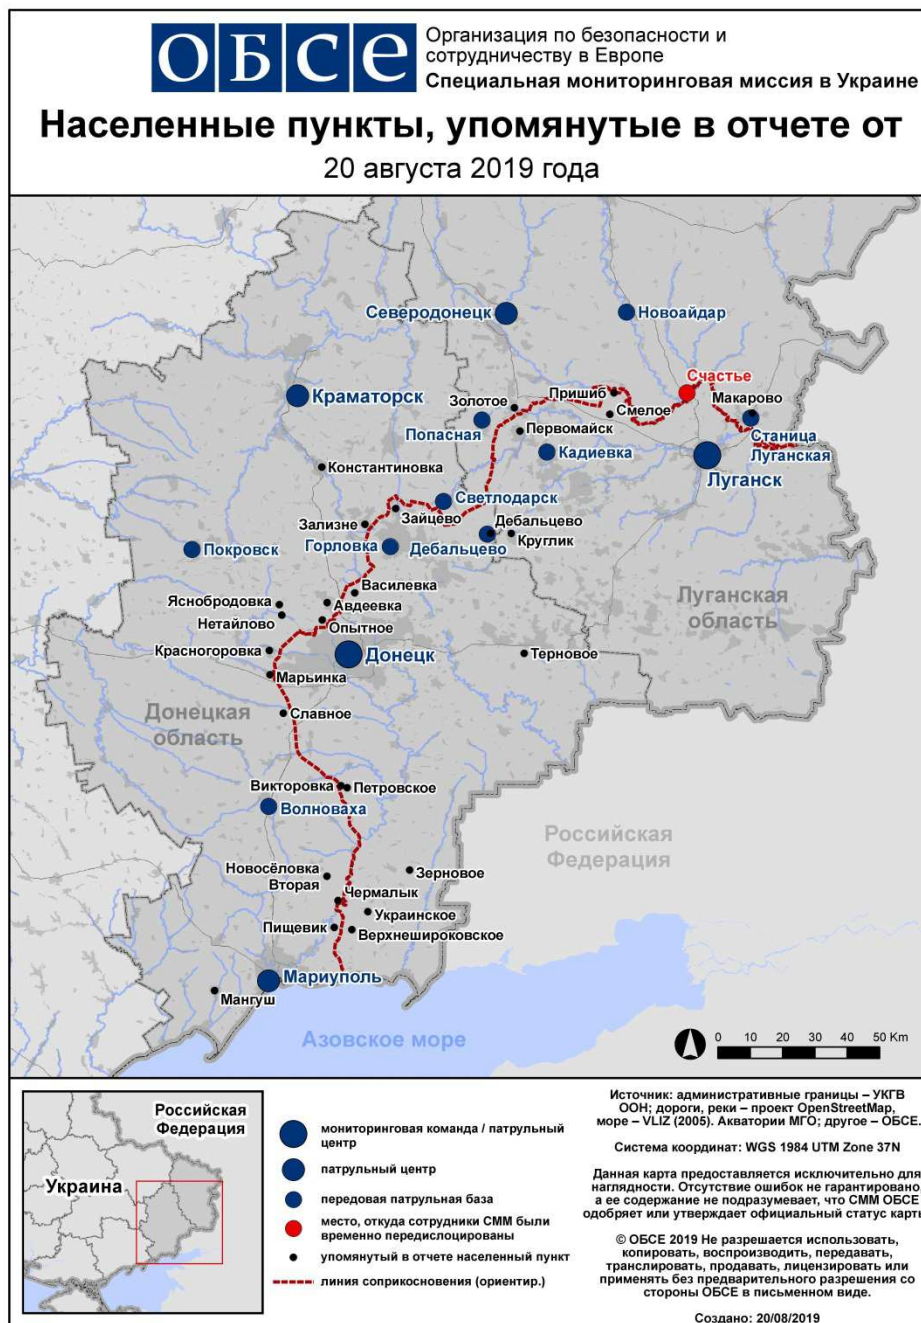 ОБСЕ
Организация по безопасности и
сотрудничеству в Европе
Специальная мониторинговая миссия в Украине
Населенные пункты, упомянутые в отчете от
20 августа 2019 года
Северодонецк
Новоайдар
Счастье
Краматорск
Золотое
Пришиб
Макарово
Смелое
Попасная
Первомайск
Станица
Луганская
Кадиевка
Константиновка
Луганск
Светлодарск
Зайцево
Зализне
Дебальцево
Покровск
Горловка
Дебальцево
Круглик
Василевка
Яснобродовка
Авдеевка
Нетайлово
Опытное
Луганская
область
Красногоровка
Донецк
Терновое
Марьинка
Донецкая
область
Славное
Викторовка
Петровское
Волноваха
Российская
Федерация
Новосёловка
Вторая
Зерновое
Чермалык
Украинское
Пищевик
Верхнешироковское
Мариуполь
Мангуш
Азовское море
0 10 20 30 40 50 Km
Российская
Федерация
Украина
мониторинговая команда / патрульный
центр
патрульный центр
передовая патрульная база
место, откуда сотрудники СММ были
временно передислоцированы
упомянутый в отчете населенный пункт
линия соприкосновения (ориентир.)
Источник: административные границы – УКГВ
ООН; дороги, реки – проект OpenStreetMap,
море – VLIZ (2005). Акватории МГО; другое – ОБСЕ.
Система координат: WGS 1984 UTM Zone 37N
Данная карта предоставляется исключительно для
наглядности. Отсутствие ошибок не гарантировано,
а ее содержание не подразумевает, что СММ ОБСЕ
одобряет или утверждает официальный статус карты
© ОБСЕ 2019 Не разрешается использовать,
копировать, воспроизводить, передавать,
транслировать, продавать, лицензировать или
применять без предварительного разрешения со
стороны ОБСЕ в письменном виде.
Создано: 20/08/2019